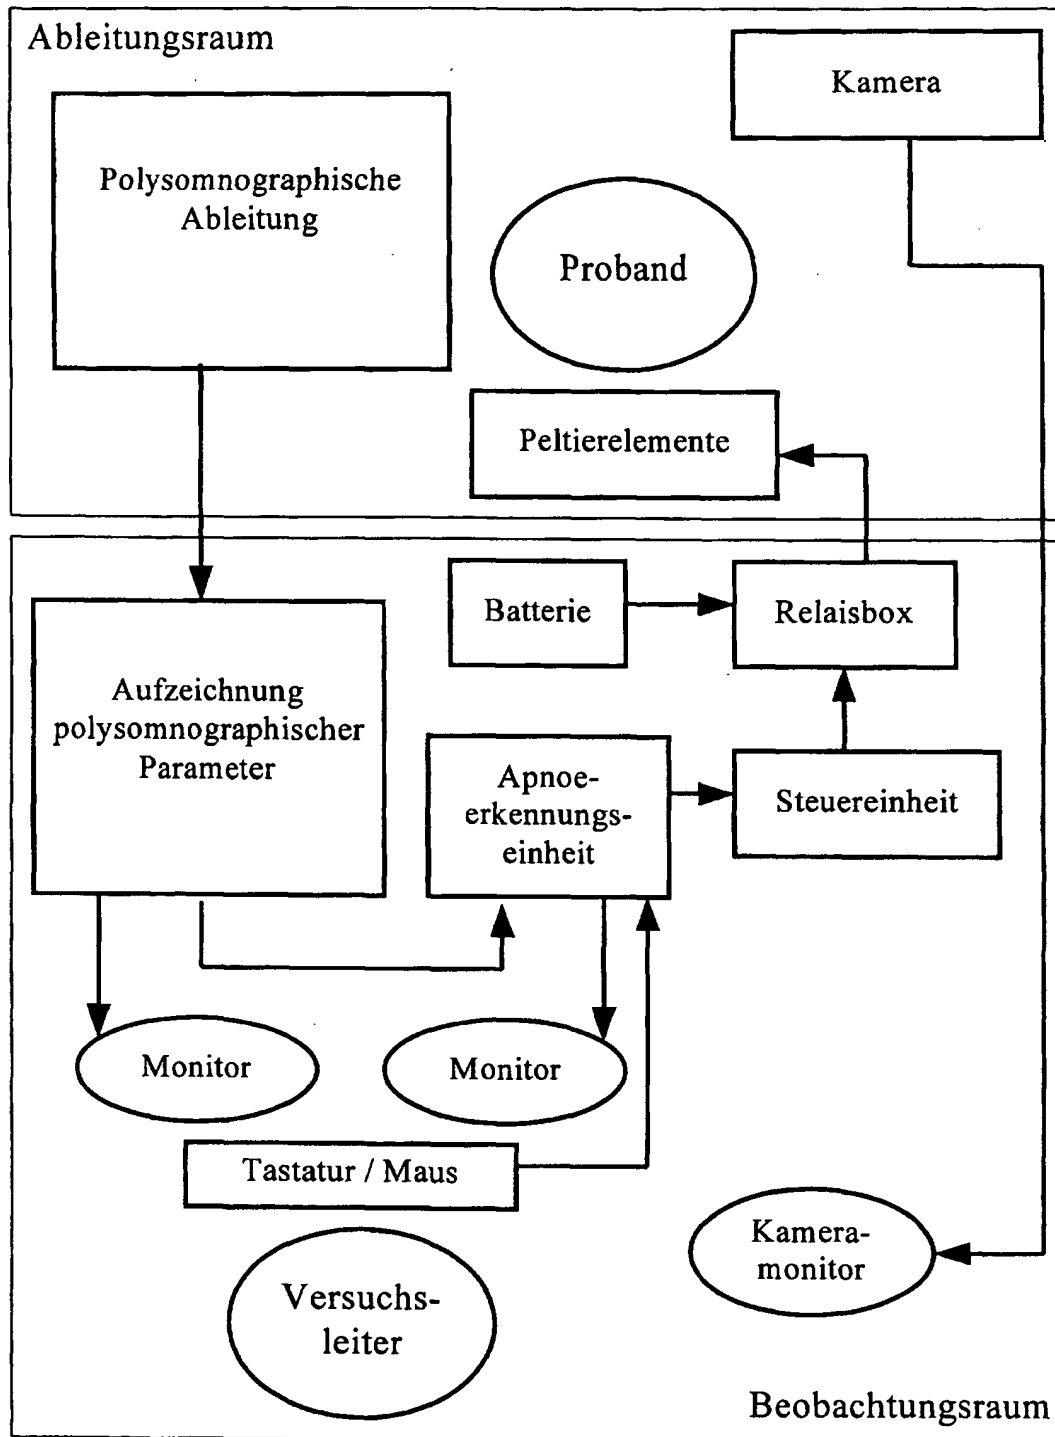 Ableitungsraum
Kamera
Polysomnographische
Ableitung
Proband
Peltierelemente
Batterie
Relaisbox
Aufzeichnung
polysomnographischer
Parameter
Apnoe-
erkennungs-
einheit
Steuereinheit
Monitor
Monitor
Tastatur / Maus
Kamera-
monitor
Versuchs-
leiter
Beobachtungsraum